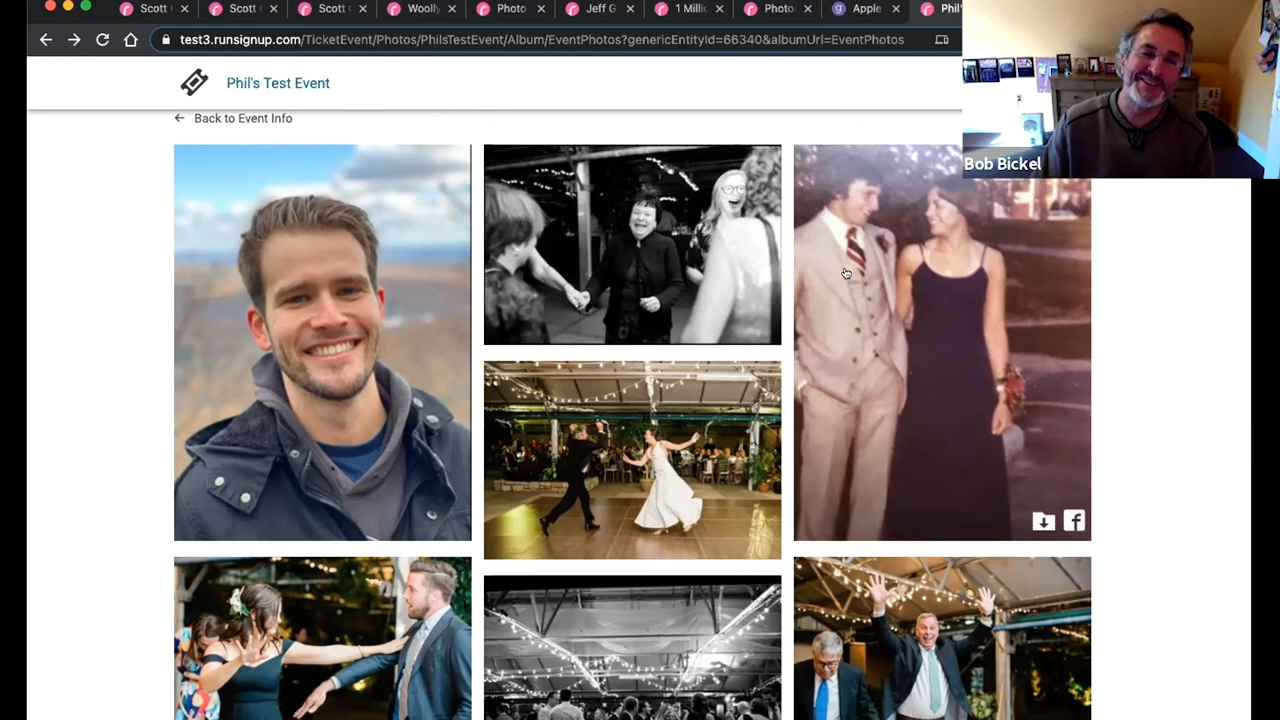 Scott
Scott
Scott
Woolly
Photo
Jeff G
1 Milli
Photo
Apple
Phil'
test3.runsignup.com/TicketEvent/Photos/PhilsTestEvent/Album/EventPhotos?genericEntityId=66340&albumUrl=EventPhotos
Phil's Test Event
Back to Event Info
Bob Bickel